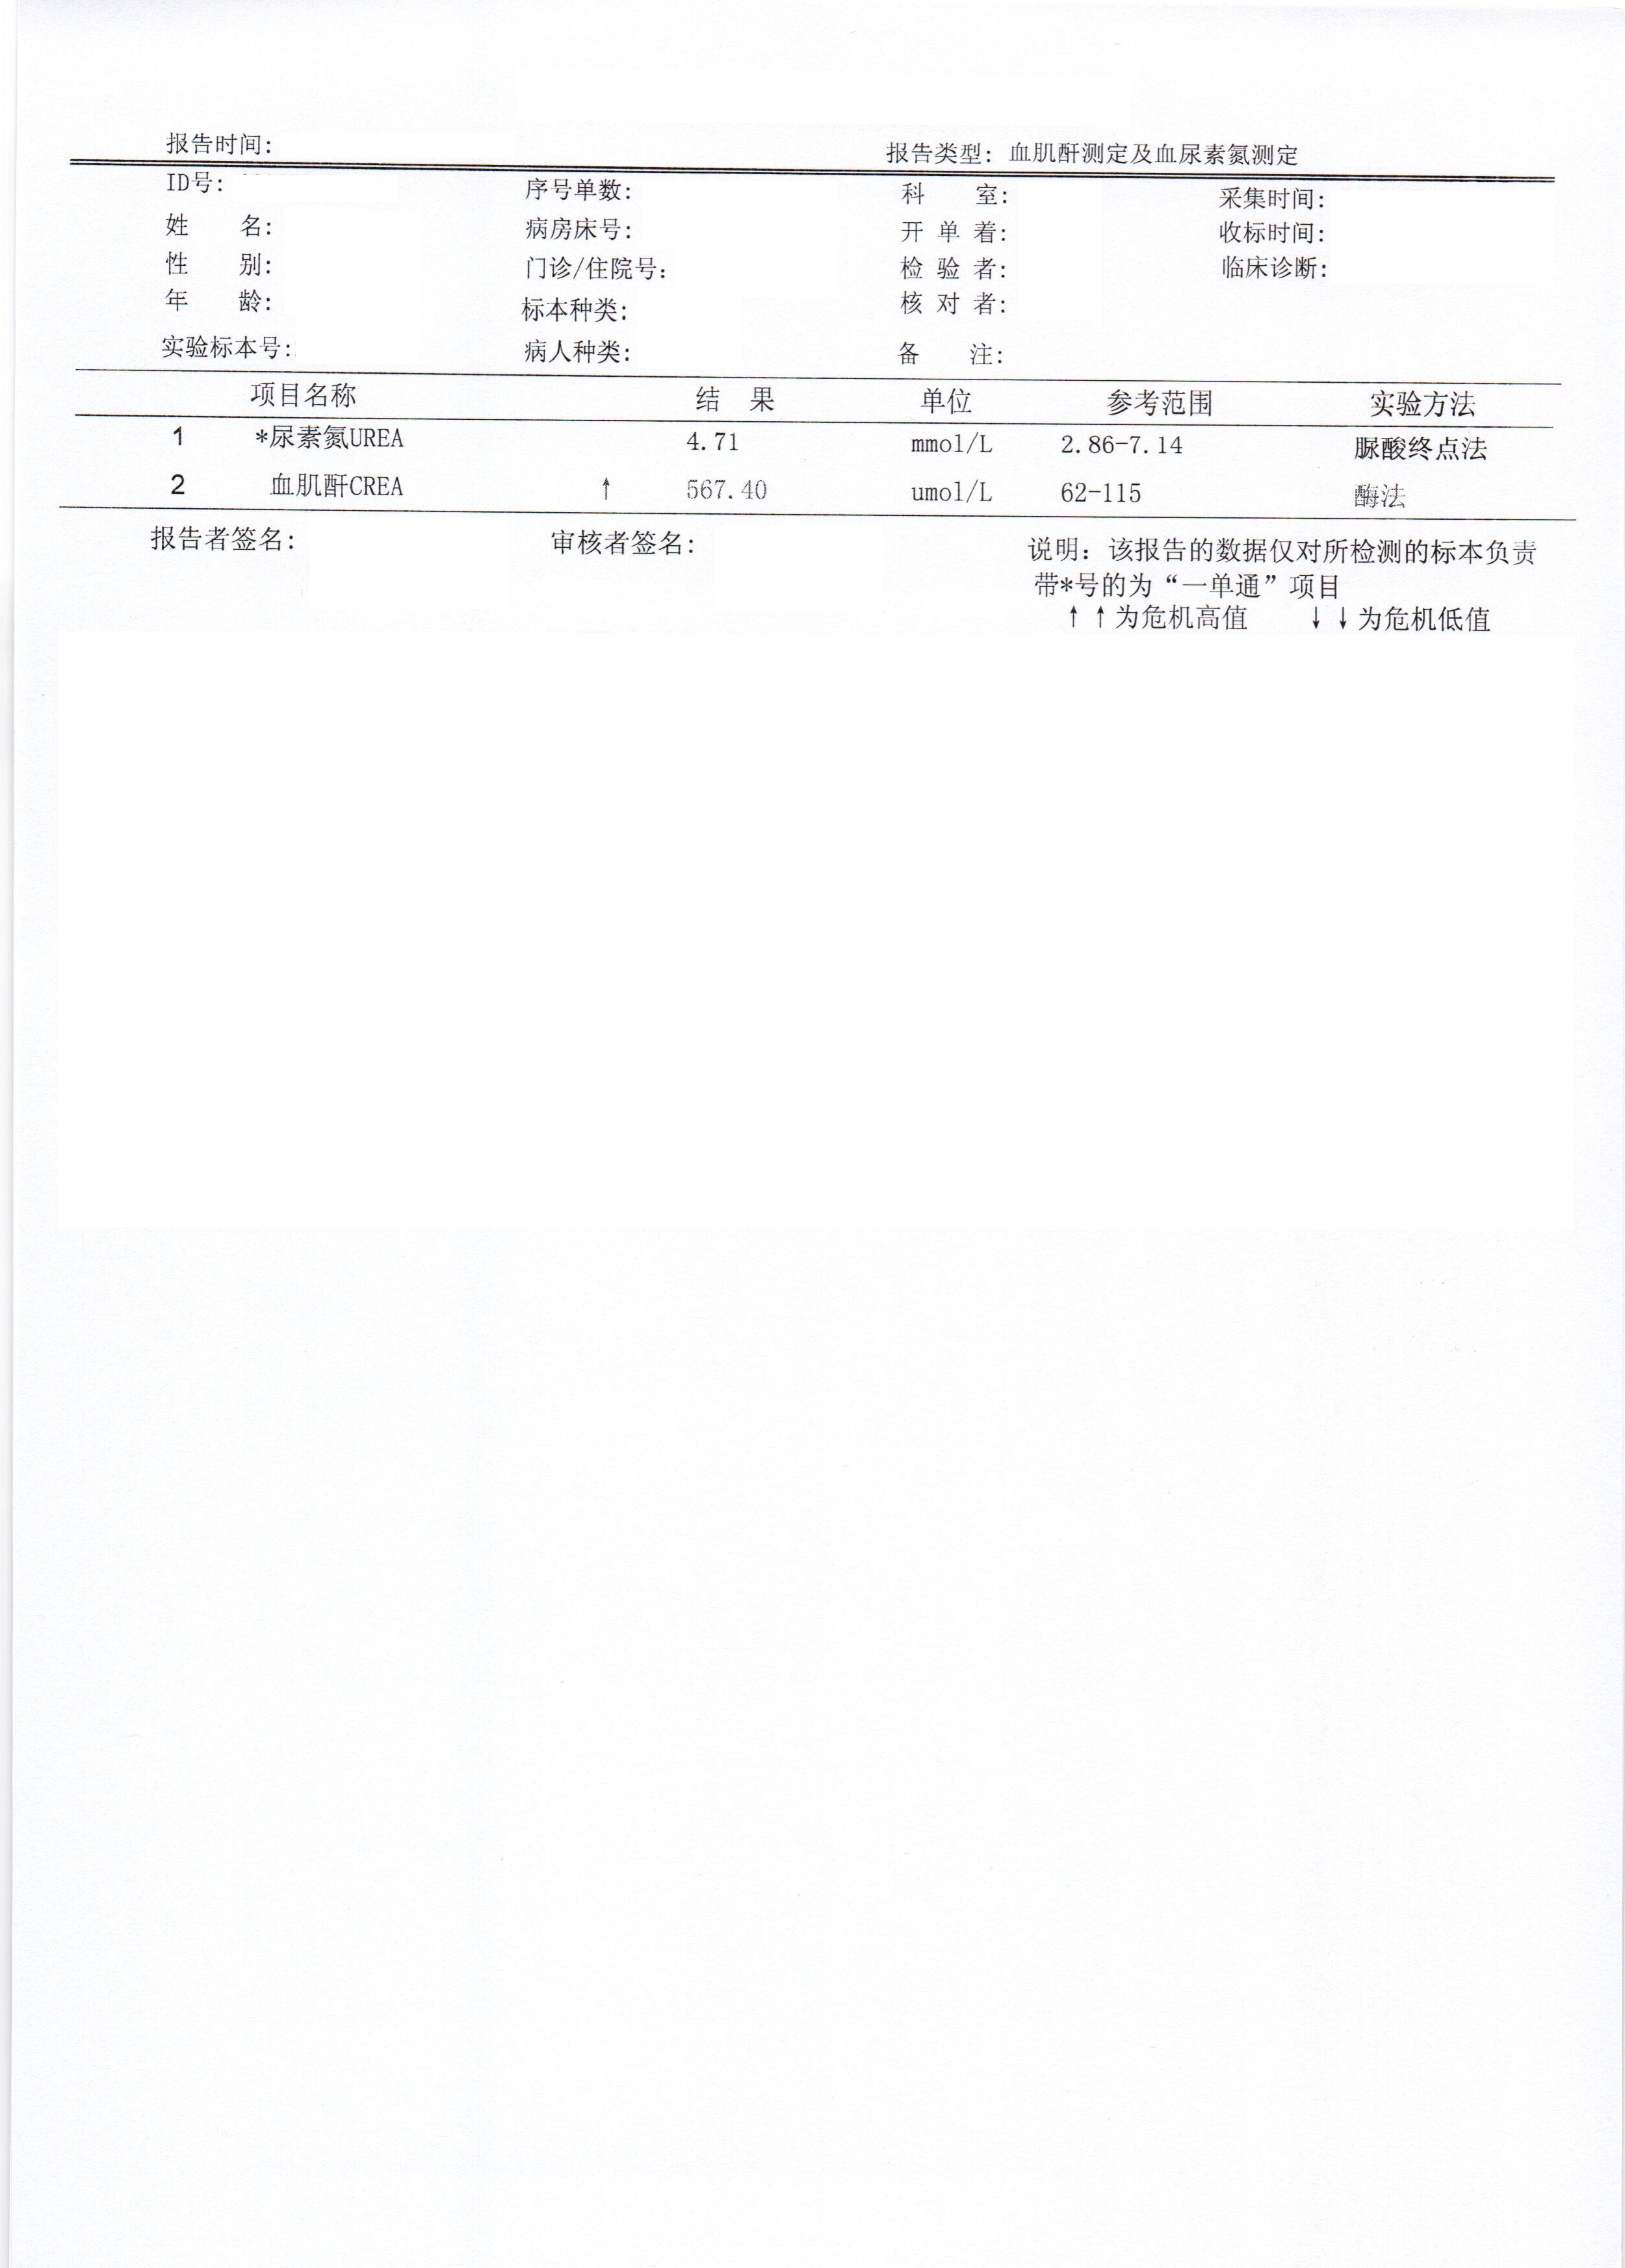 报告时间:
报告类型: 血肌酐测定及血尿素氮测定
ID号: 序号单数: 科 室: 采集时间:
姓 名: 病房床号: 开 单 着: 收标时间:
性 别: 门诊/住院号: 检 验 者: 临床诊断:
年 龄: 标本种类: 核 对 者:
实验标本号: 病人种类: 备 注:
项目名称 结 果 单位 参考范围 实验方法
1 *尿素氮UREA 4.71 mmol/L 2.86-7.14 脲酸终点法
2 血肌酐CREA ↑ 567.40 umol/L 62-115 酶法
报告者签名: 审核者签名: 说明: 该报告的数据仅对所检测的标本负责
带*号的为“一单通”项目
↑↑为危机高值 ↓↓为危机低值